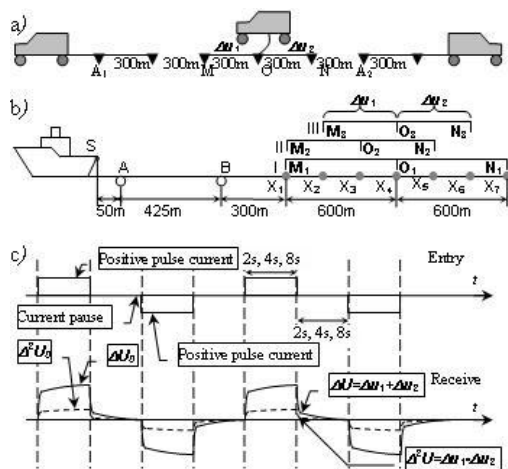 a)
Δu₁ Δu₂
300m 300m 300m 300m 300m 300m
A₁ M O N A₂
b)
Δu₁ Δu₂
III M₃ O₃ N₃
II M₂ O₂ N₂
S A B I M₁ O₁ N₁
X₁ X₂ X₃ X₄ X₅ X₆ X₇
50m 425m 300m 600m 600m
c)
Positive pulse current 2s, 4s, 8s Entry
t
Current pause
2s, 4s, 8s
Positive pulse current
Δ²U₀ ΔU₀ Receive
ΔU=Δu₁+Δu₂ t
Δ²U=Δu₁-Δu₂